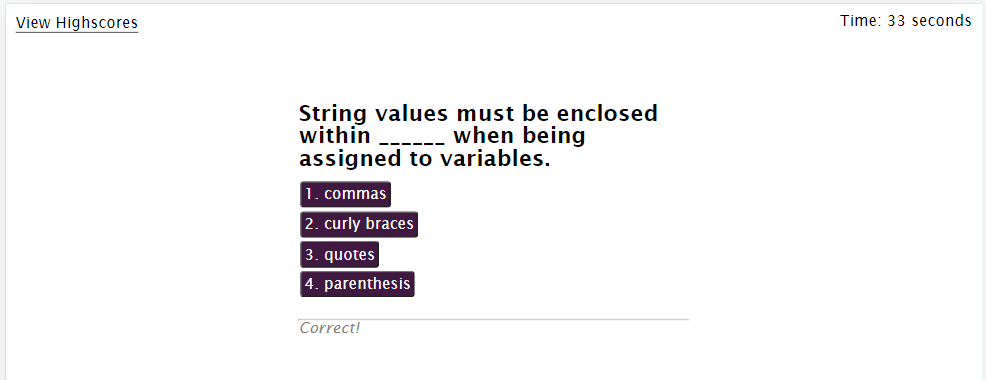 View Highscores
Time: 33 seconds
String values must be enclosed
within ______ when being
assigned to variables.
1. commas
2. curly braces
3. quotes
4. parenthesis
Correct!